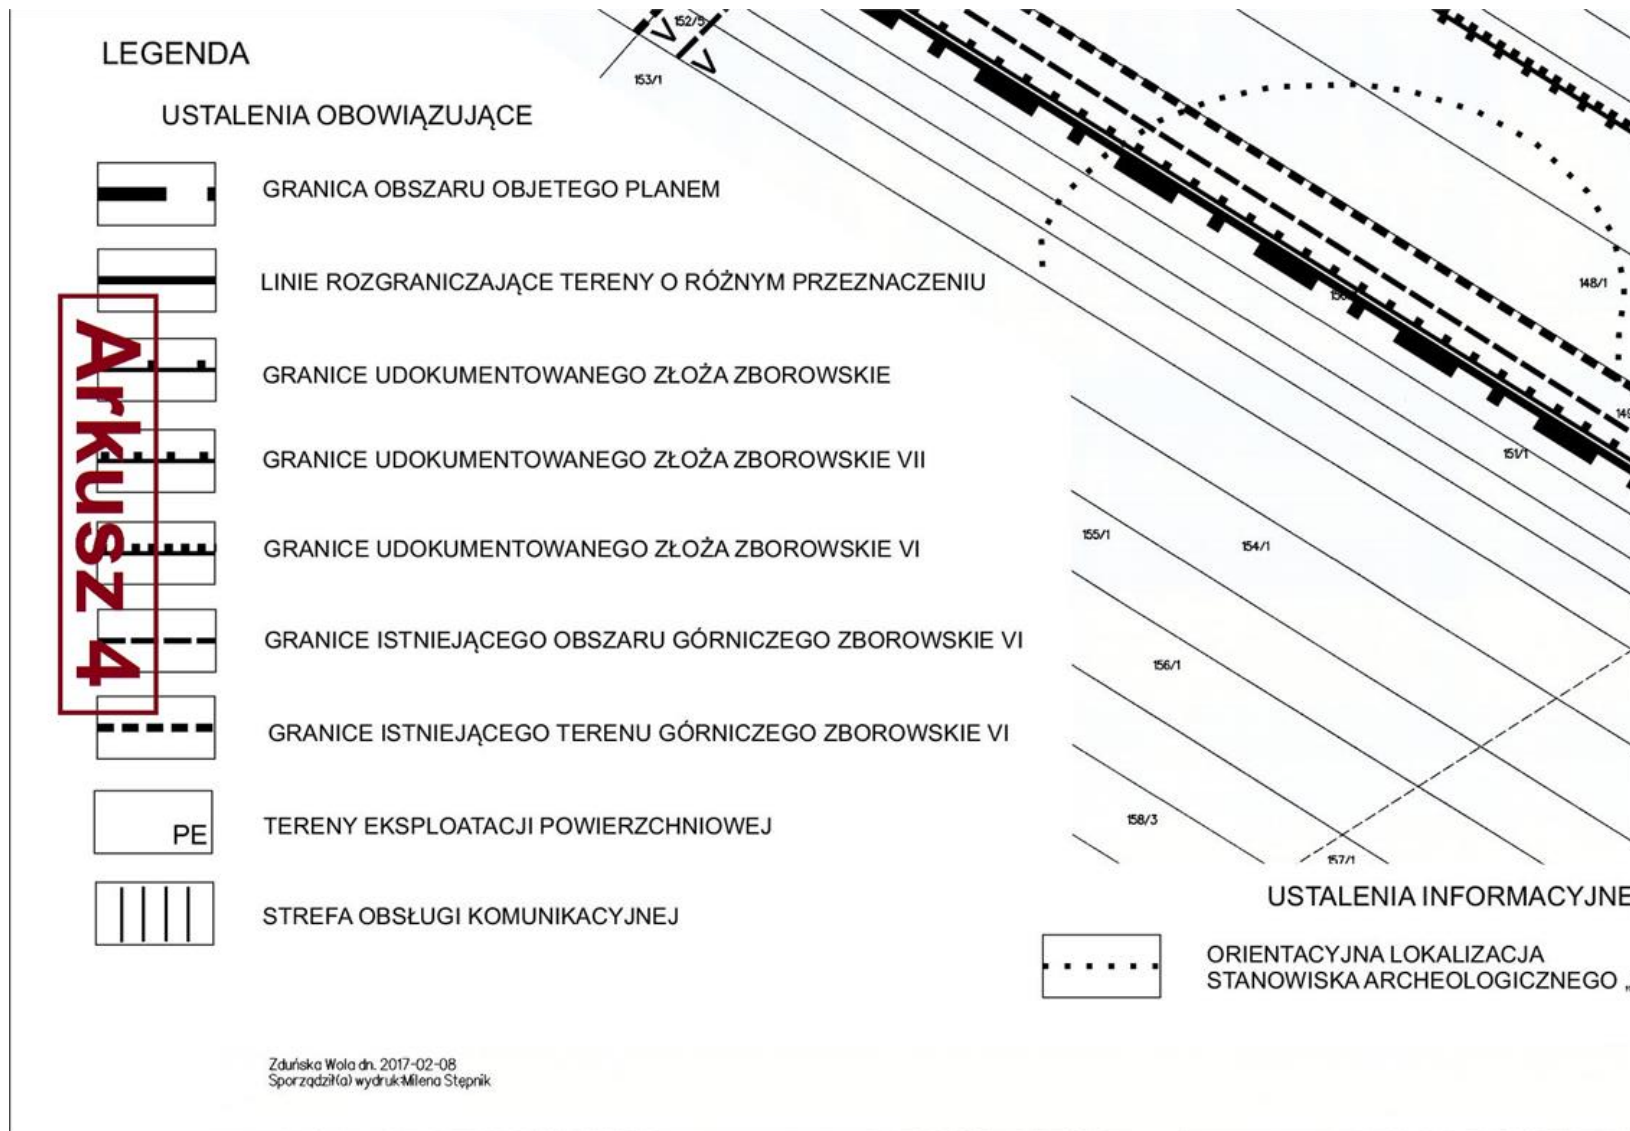 LEGENDA
USTALENIA OBOWIĄZUJĄCE
GRANICA OBSZARU OBJETEGO PLANEM
LINIE ROZGRANICZAJĄCE TERENY O RÓŻNYM PRZEZNACZENIU
GRANICE UDOKUMENTOWANEGO ZŁOŻA ZBOROWSKIE
GRANICE UDOKUMENTOWANEGO ZŁOŻA ZBOROWSKIE VII
GRANICE UDOKUMENTOWANEGO ZŁOŻA ZBOROWSKIE VI
GRANICE ISTNIEJĄCEGO OBSZARU GÓRNICZEGO ZBOROWSKIE VI
GRANICE ISTNIEJĄCEGO TERENU GÓRNICZEGO ZBOROWSKIE VI
PE
TERENY EKSPLOATACJI POWIERZCHNIOWEJ
STREFA OBSŁUGI KOMUNIKACYJNEJ
Arkusz 4
152/5
V
V
153/1
148/1
151/1
155/1
154/1
156/1
158/3
157/1
USTALENIA INFORMACYJNE
ORIENTACYJNA LOKALIZACJA
STANOWISKA ARCHEOLOGICZNEGO „
Zduńska Wola dn. 2017-02-08
Sporządził(a) wydruk:Milena Stępnik